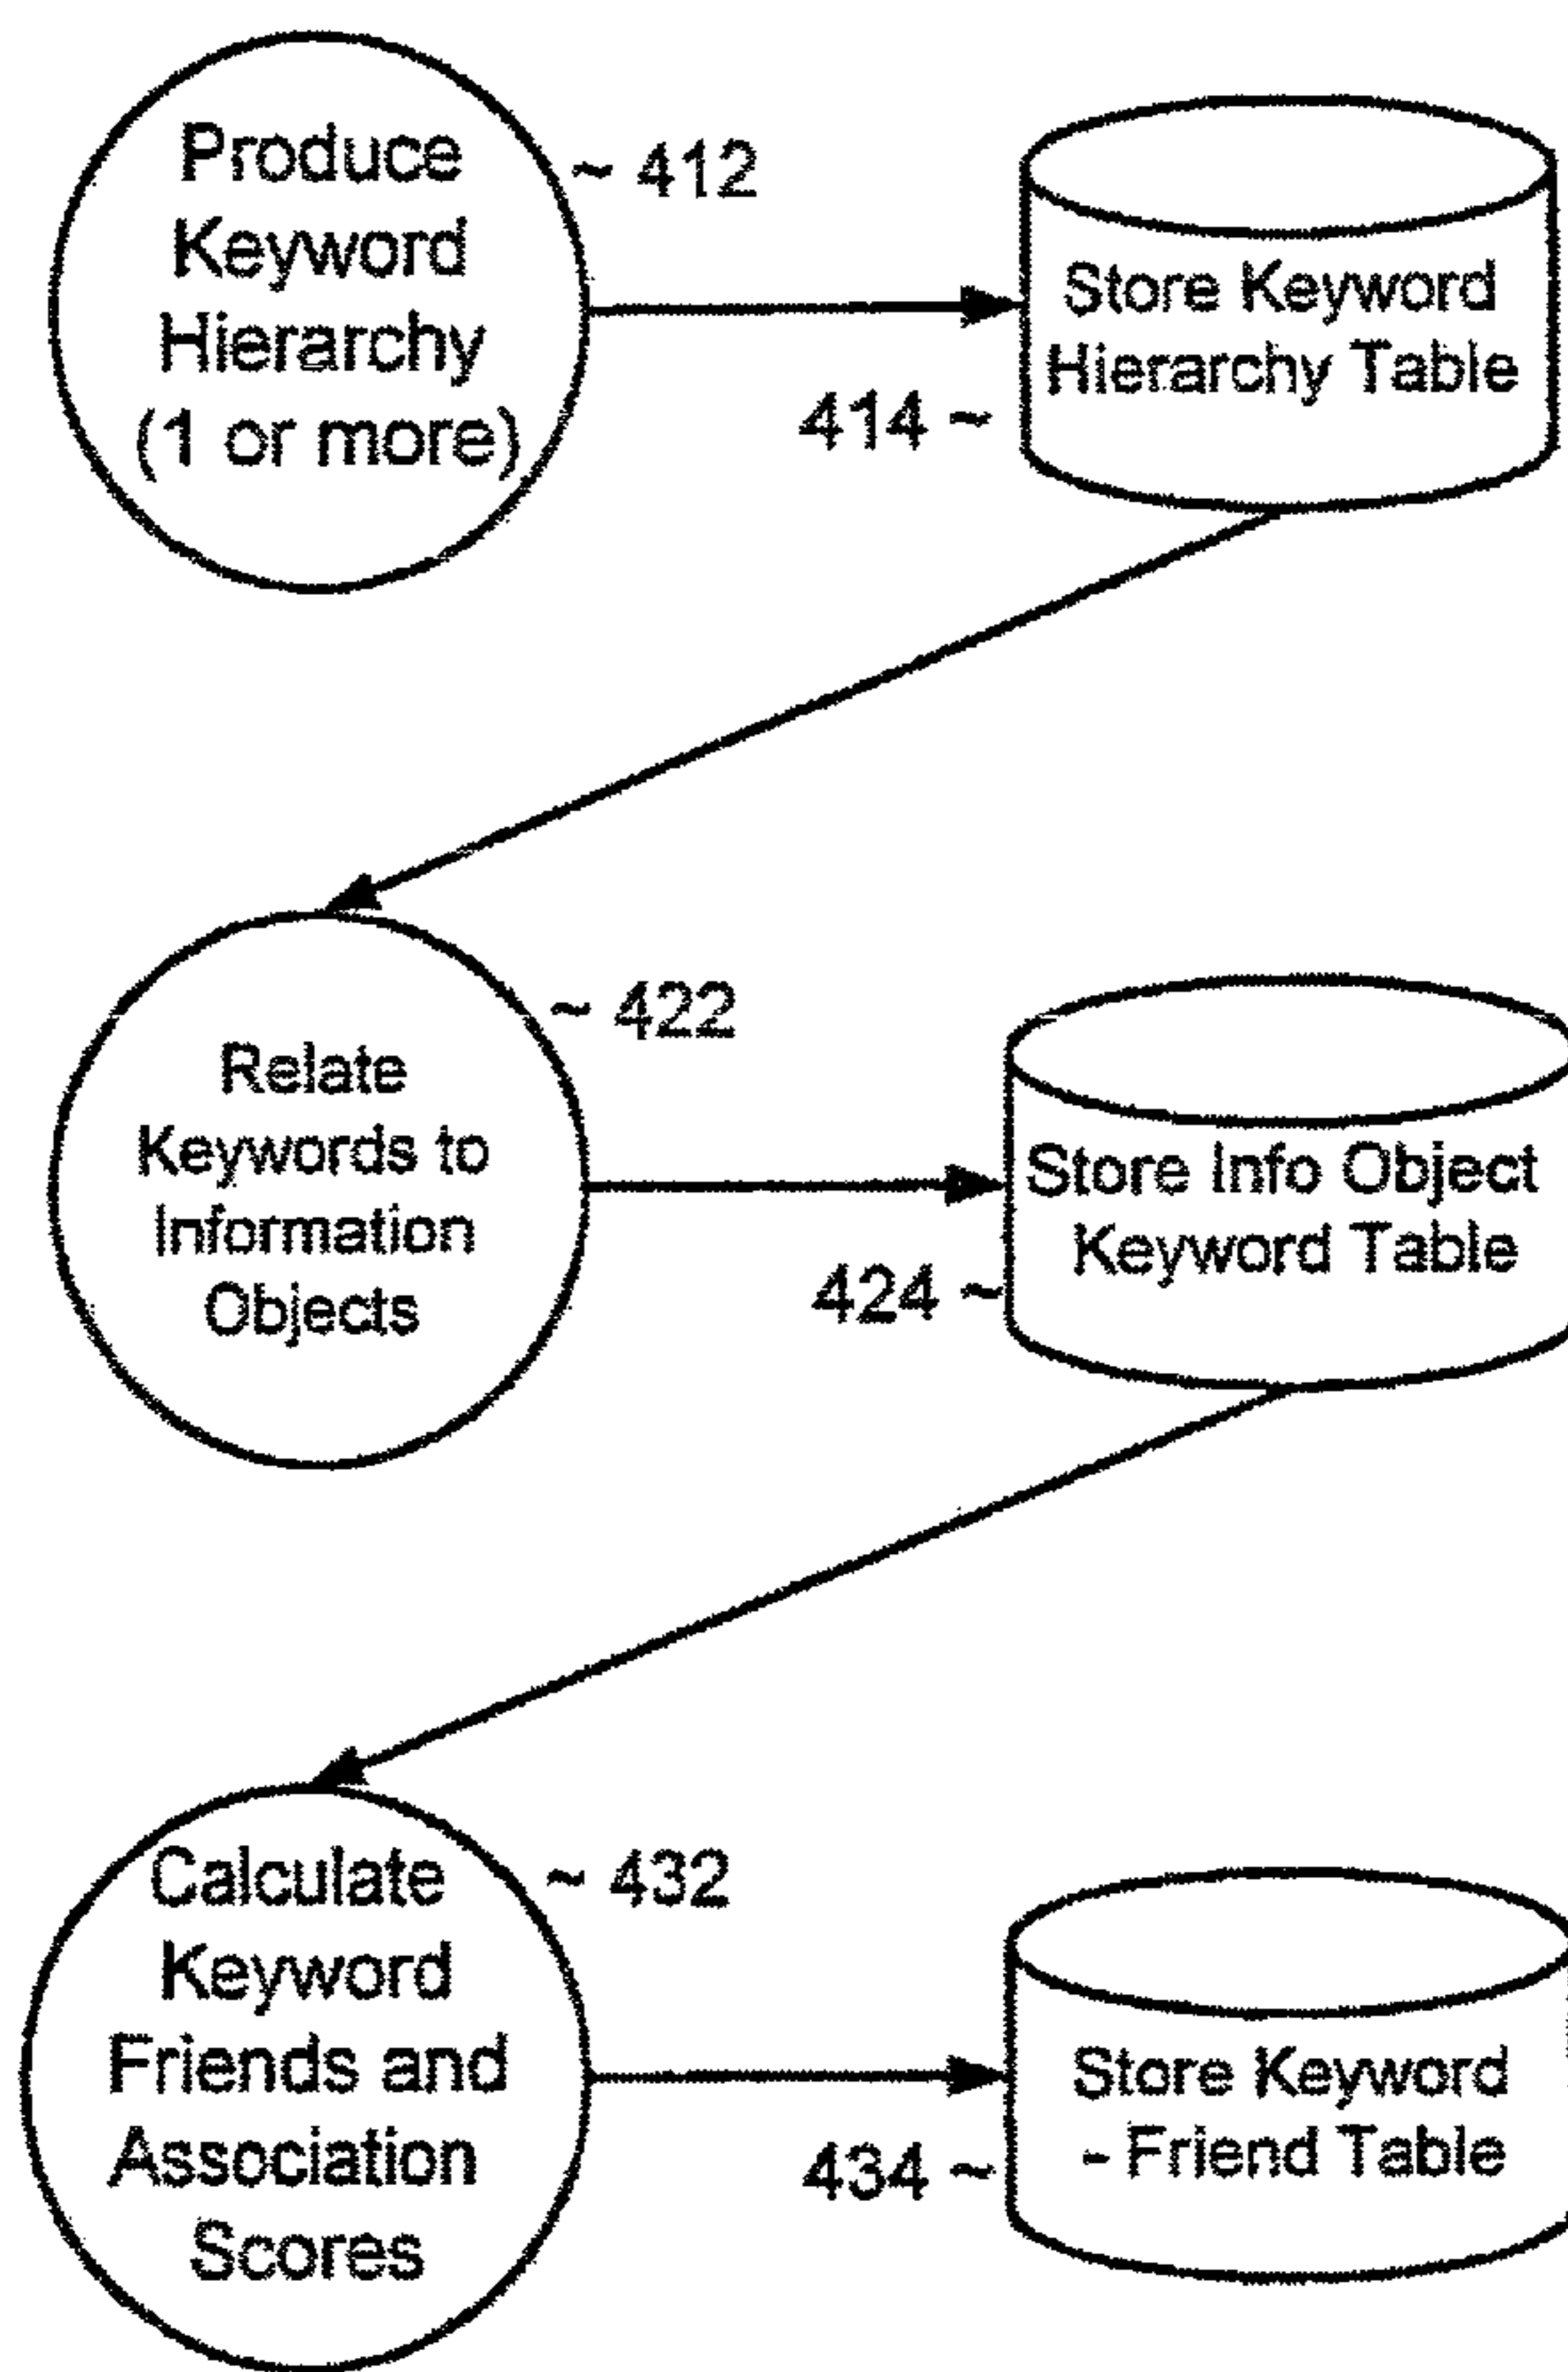 Produce
Keyword
Hierarchy
(1 or more)
~ 412
Store Keyword
Hierarchy Table
414 ~
Relate
Keywords to
Information
Objects
~ 422
Store Info Object
Keyword Table
424 ~
Calculate
Keyword
Friends and
Association
Scores
~ 432
Store Keyword
- Friend Table
434 ~